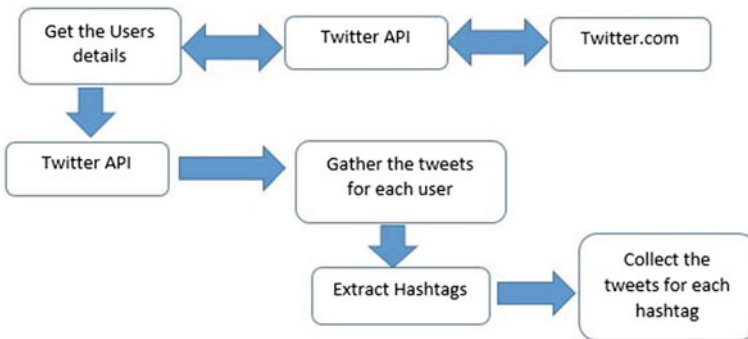 Get the Users
details
Twitter API
Twitter.com
Twitter API
Gather the tweets
for each user
Extract Hashtags
Collect the
tweets for each
hashtag